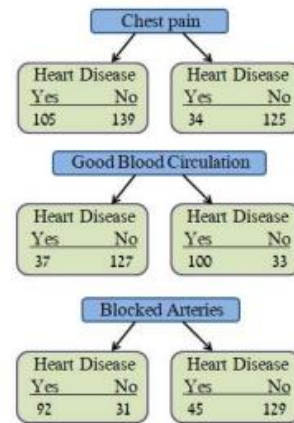 Chest pain
Heart Disease Heart Disease
Yes No Yes No
105 139 34 125
Good Blood Circulation
Heart Disease Heart Disease
Yes No Yes No
37 127 100 33
Blocked Arteries
Heart Disease Heart Disease
Yes No Yes No
92 31 45 129